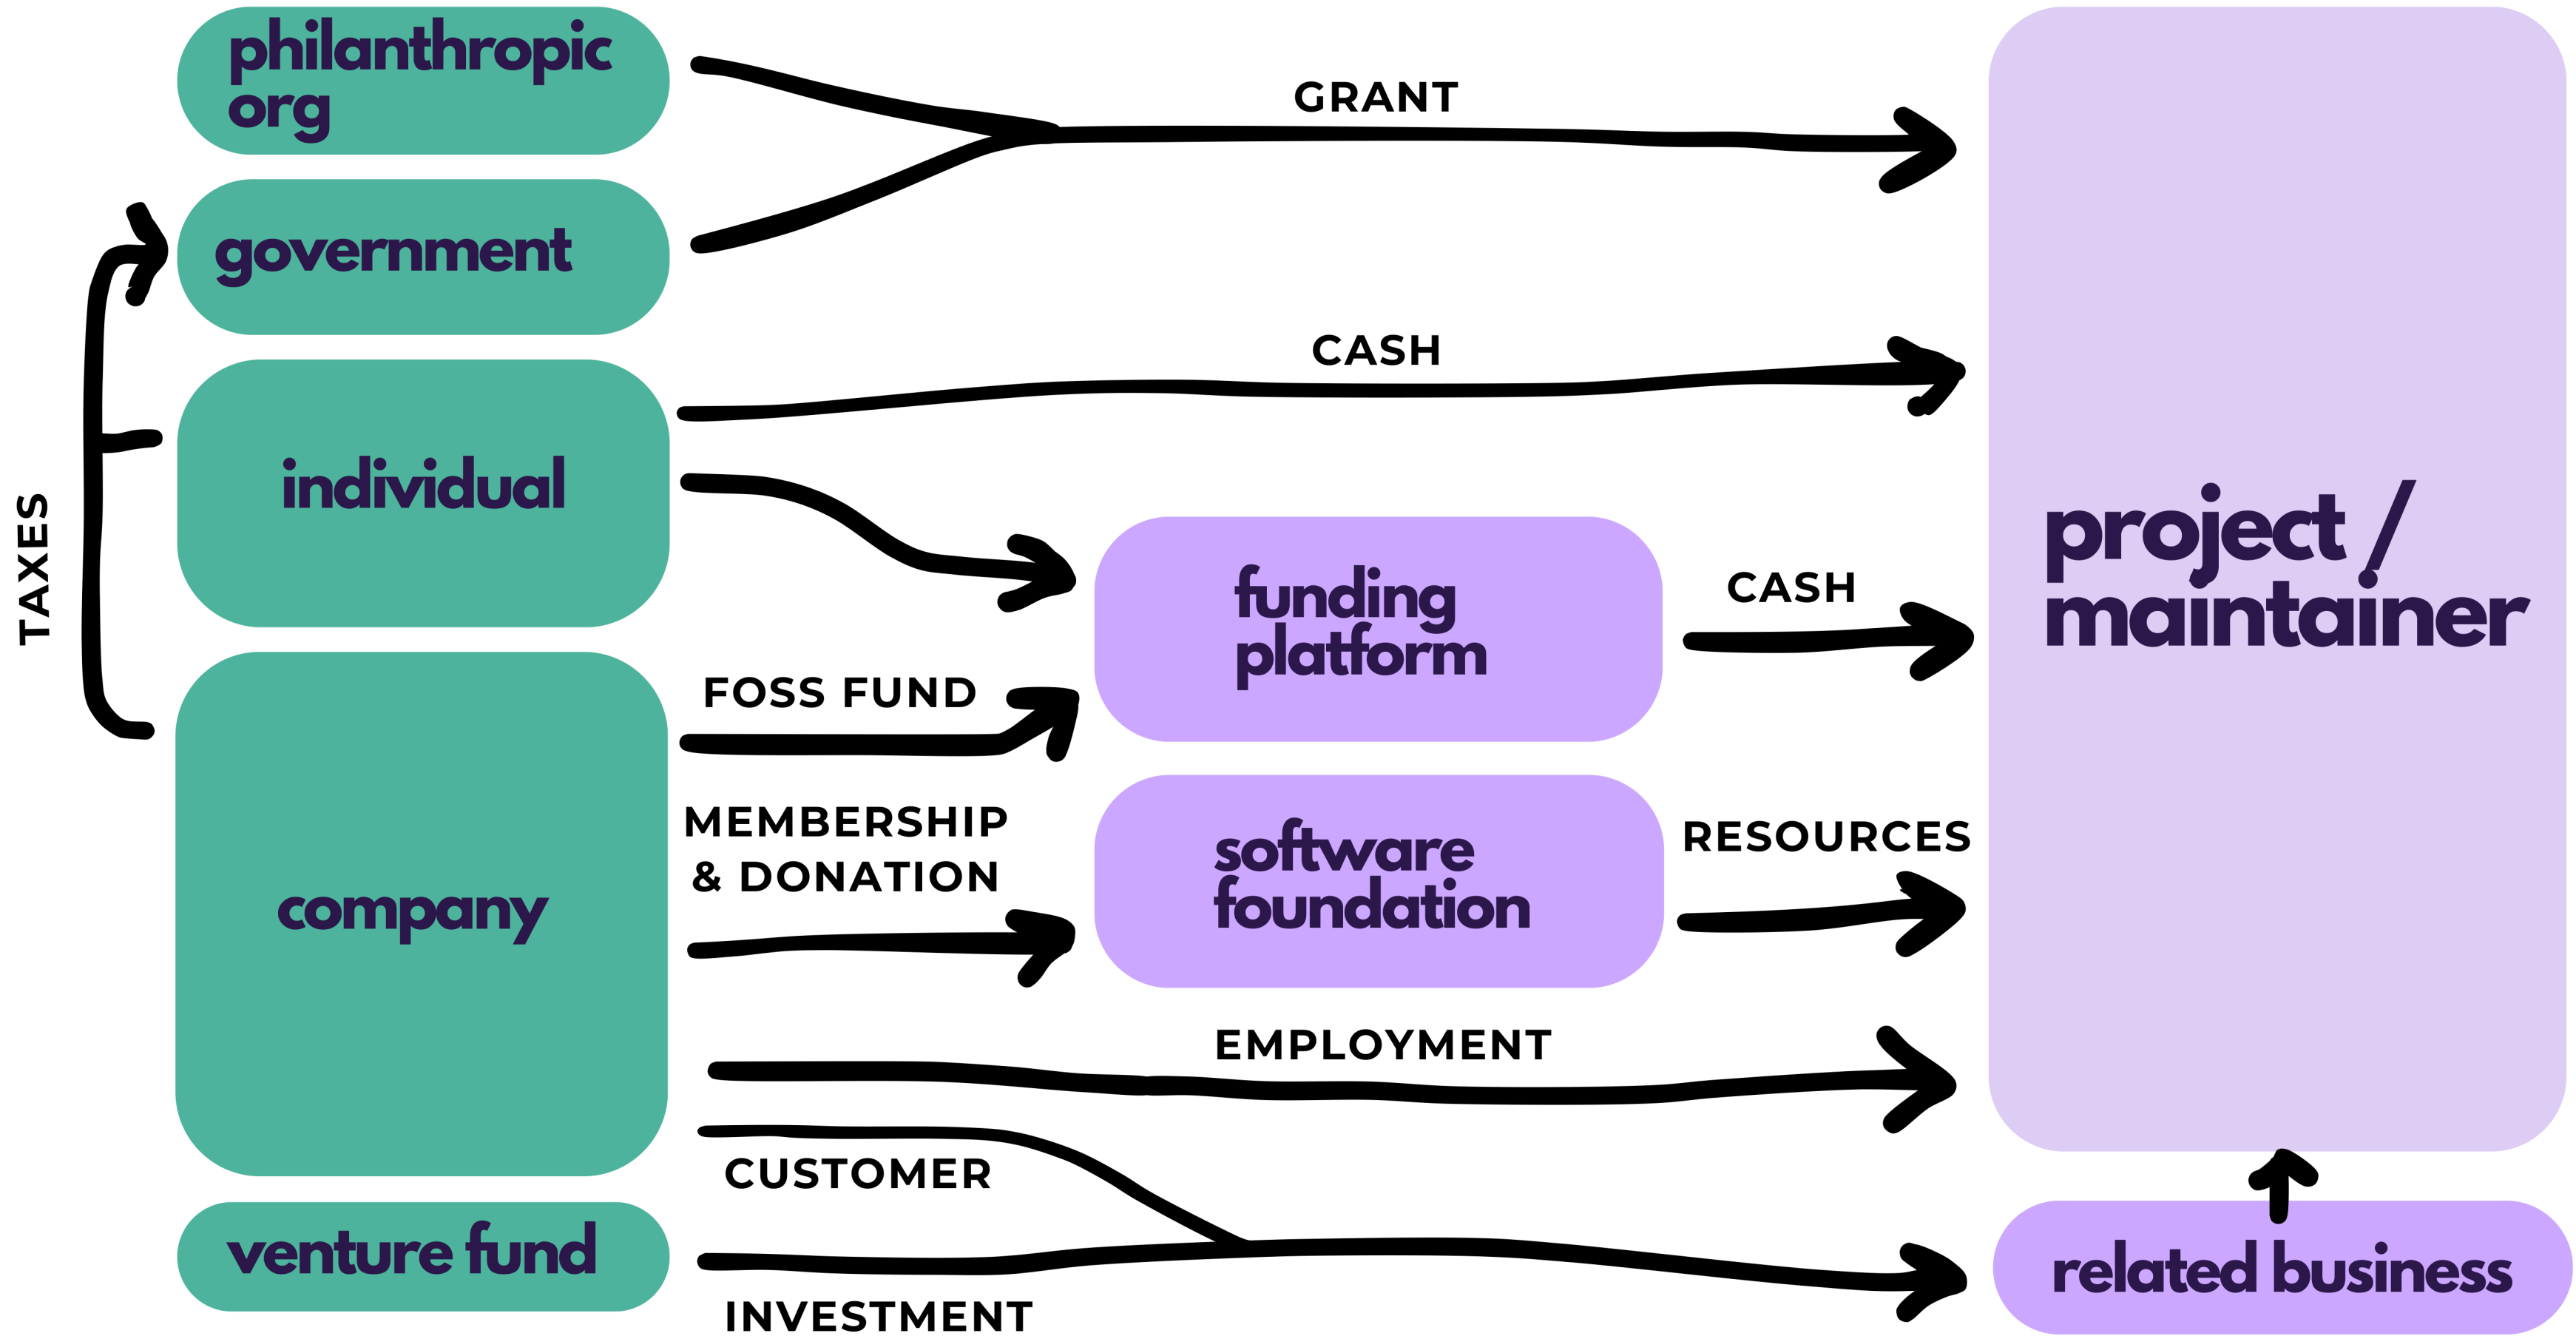 philanthropic
org
GRANT
government
CASH
individual
TAXES
funding
platform
CASH
project /
maintainer
FOSS FUND
MEMBERSHIP
& DONATION
software
foundation
RESOURCES
company
EMPLOYMENT
CUSTOMER
venture fund
INVESTMENT
related business